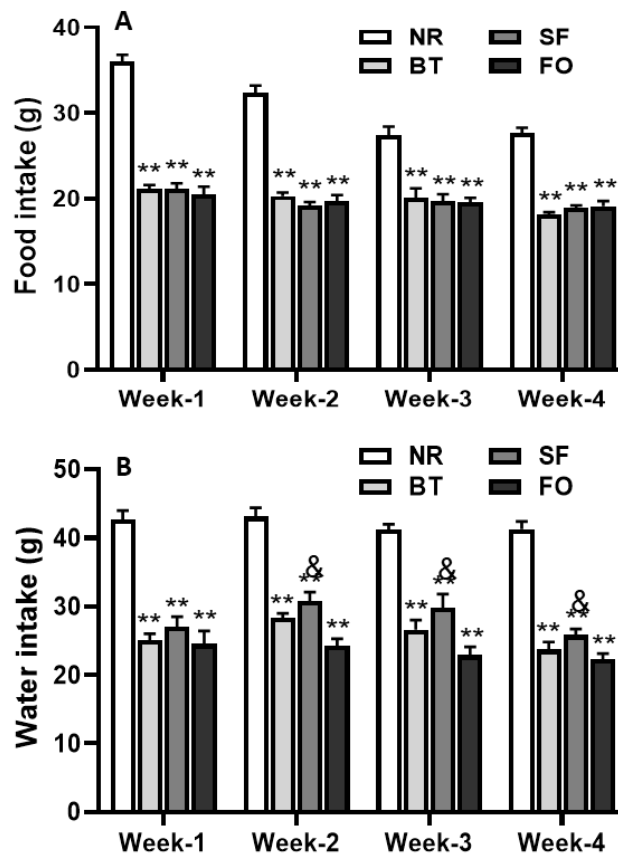 A
NR SF
BT FO
Food intake (g)
40
30
20
10
0
** ** **
** ** **
** ** **
** ** **
Week-1 Week-2 Week-3 Week-4
B
NR SF
BT FO
Water intake (g)
50
40
30
20
10
0
& & &
** ** **
** ** **
** ** **
** ** **
Week-1 Week-2 Week-3 Week-4